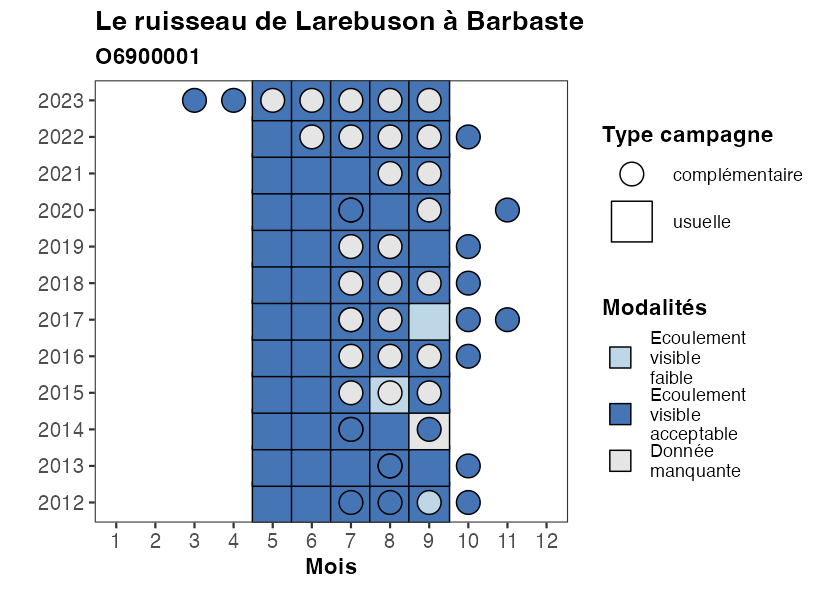 Le ruisseau de Larebuson à Barbaste
O6900001
2023
2022
2021
2020
2019
2018
2017
2016
2015
2014
2013
2012
1 2 3 4 5 6 7 8 9 10 11 12
Mois
Type campagne
complémentaire
usuelle
Modalités
Ecoulement
visible
faible
Ecoulement
visible
acceptable
Donnée
manquante